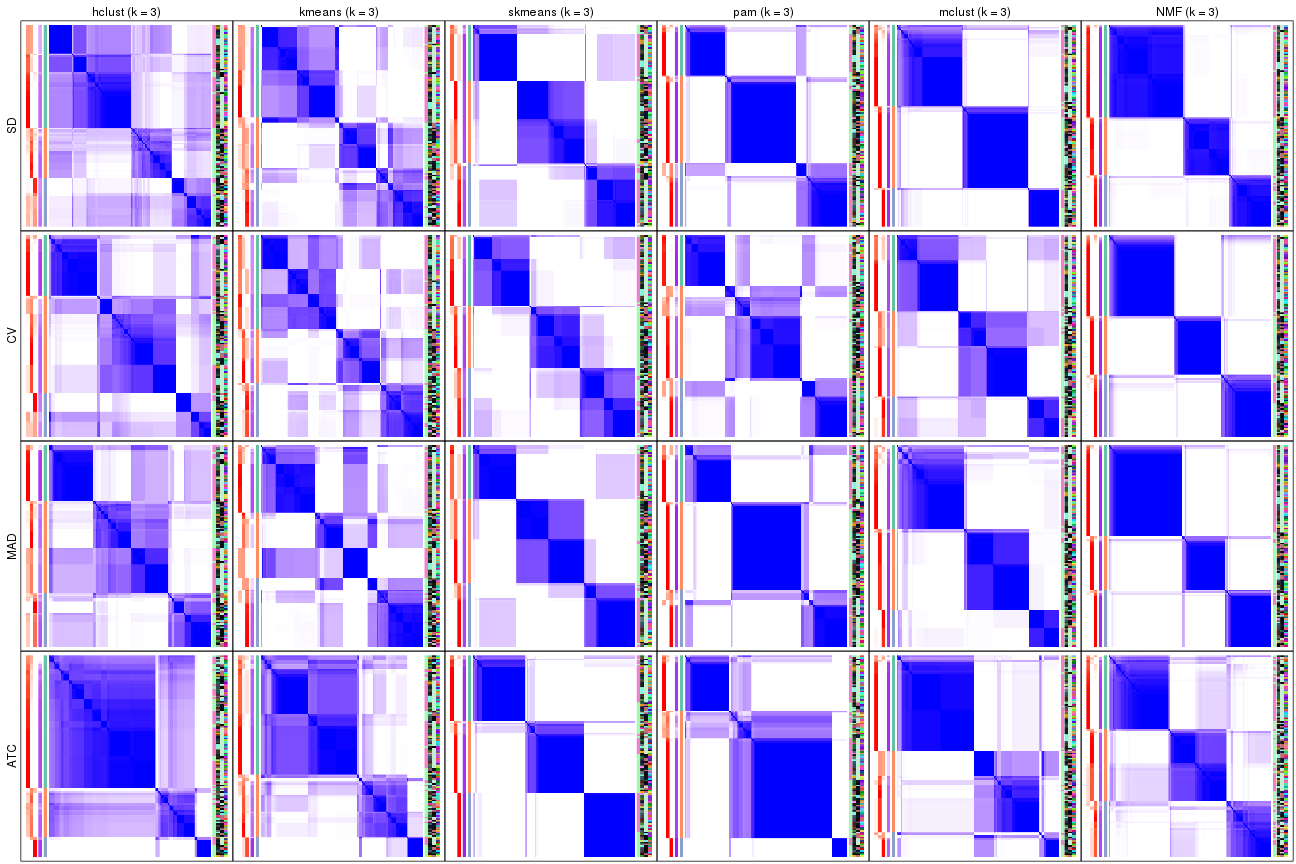 hclust (k = 3) kmeans (k = 3) skmeans (k = 3) pam (k = 3) mclust (k = 3) NMF (k = 3)
SD
CV
MAD
ATC